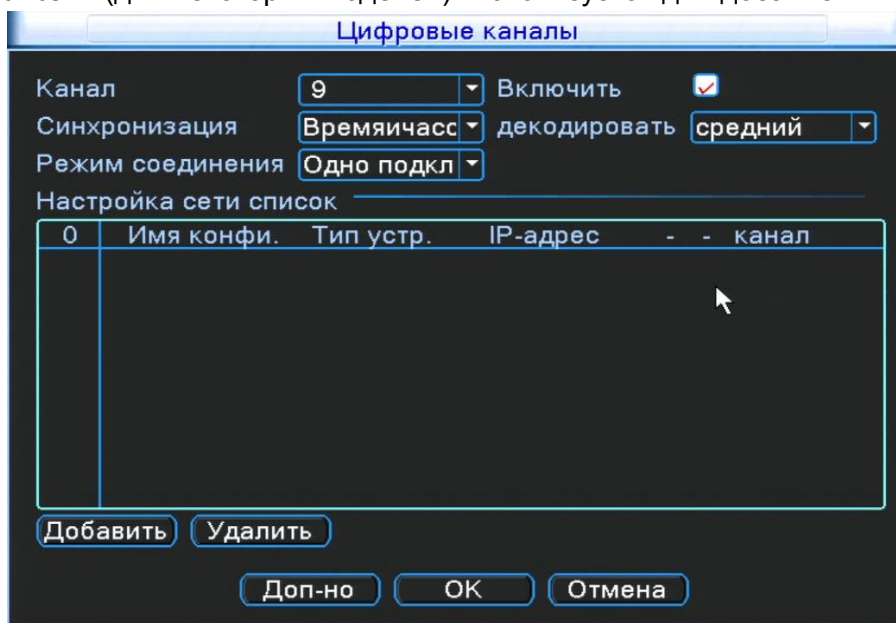 Цифровые каналы
Канал 9 Включить
Синхронизация Времяичасс декодировать средний
Режим соединения Одно подкл
Настройка сети список
0 Имя конфи. Тип устр. IP-адрес - - канал
Добавить Удалить
Доп-но OK Отмена